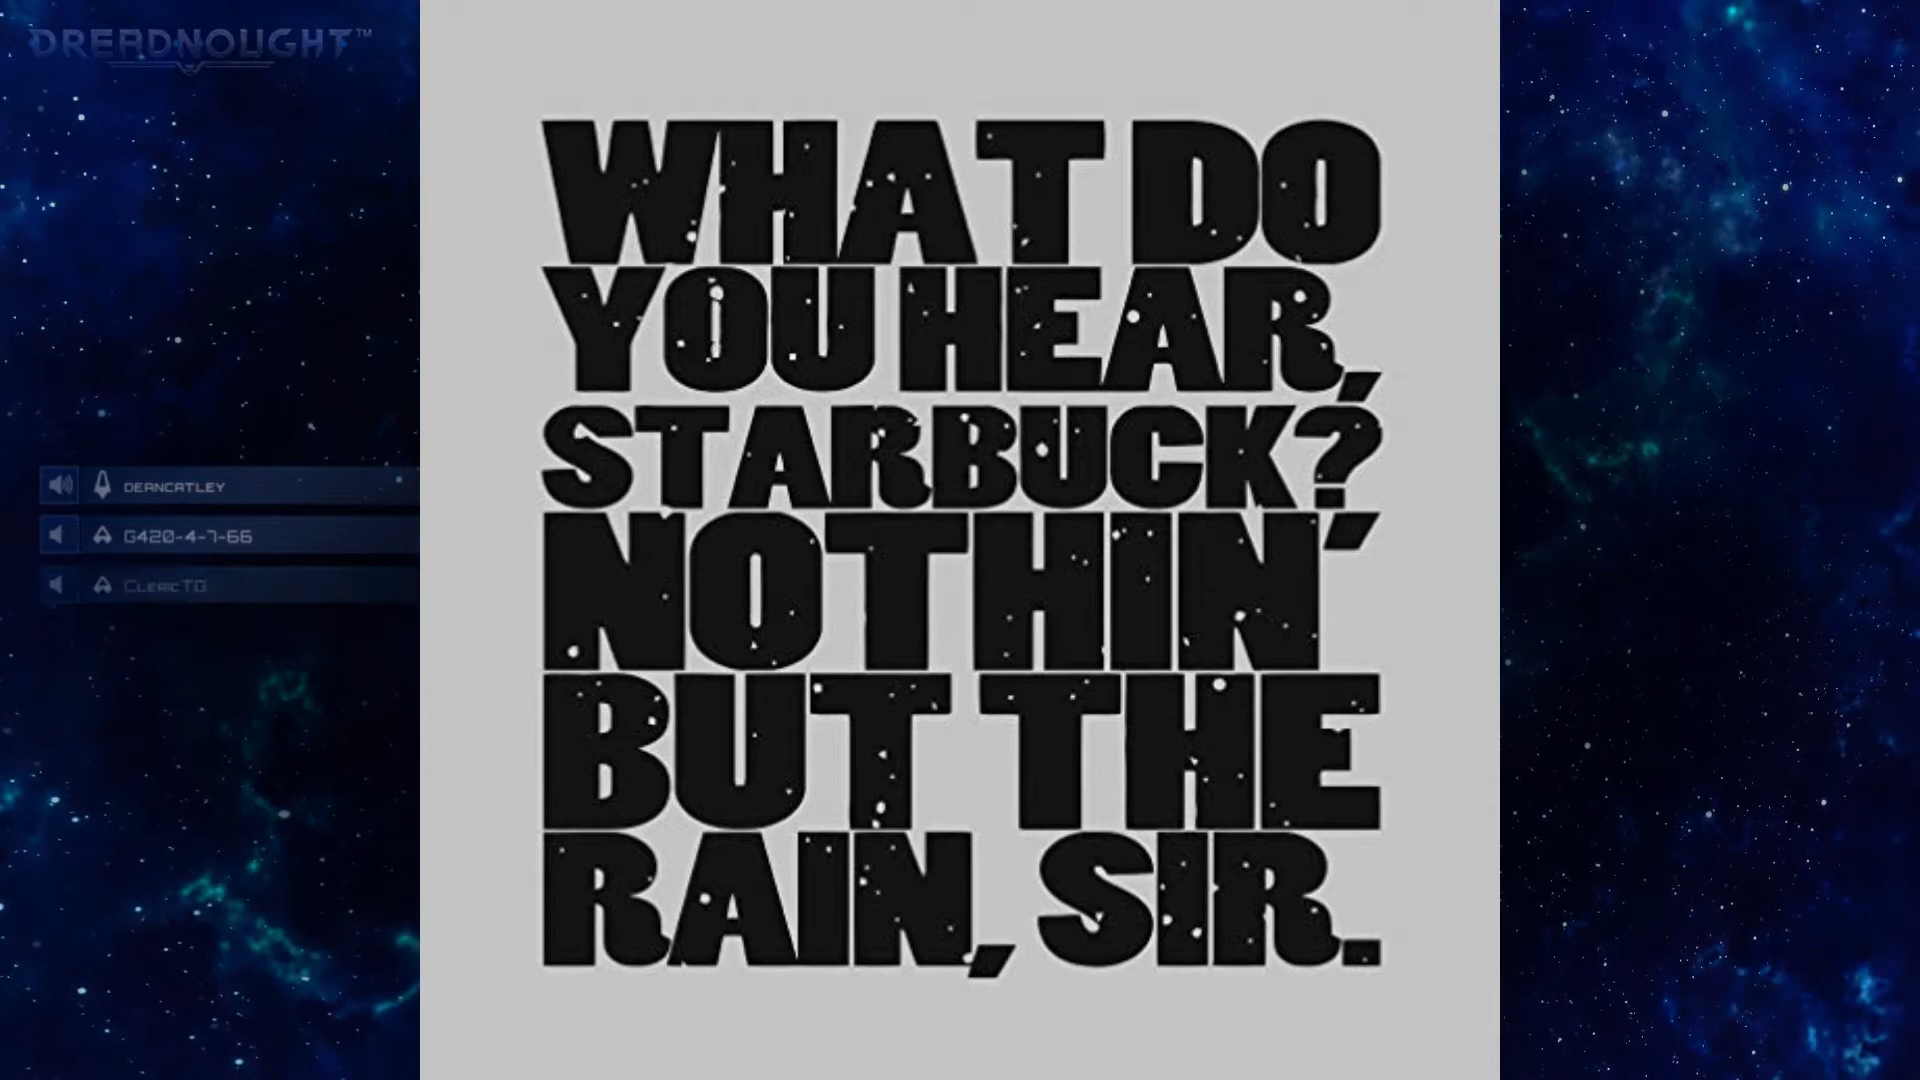 DREADNOUGHT™
WHAT DO
YOU HEAR,
STARBUCK?
NOTHIN'
BUT THE
RAIN, SIR.
DEANCATLEY
G420-4-7-66
CLERICTG